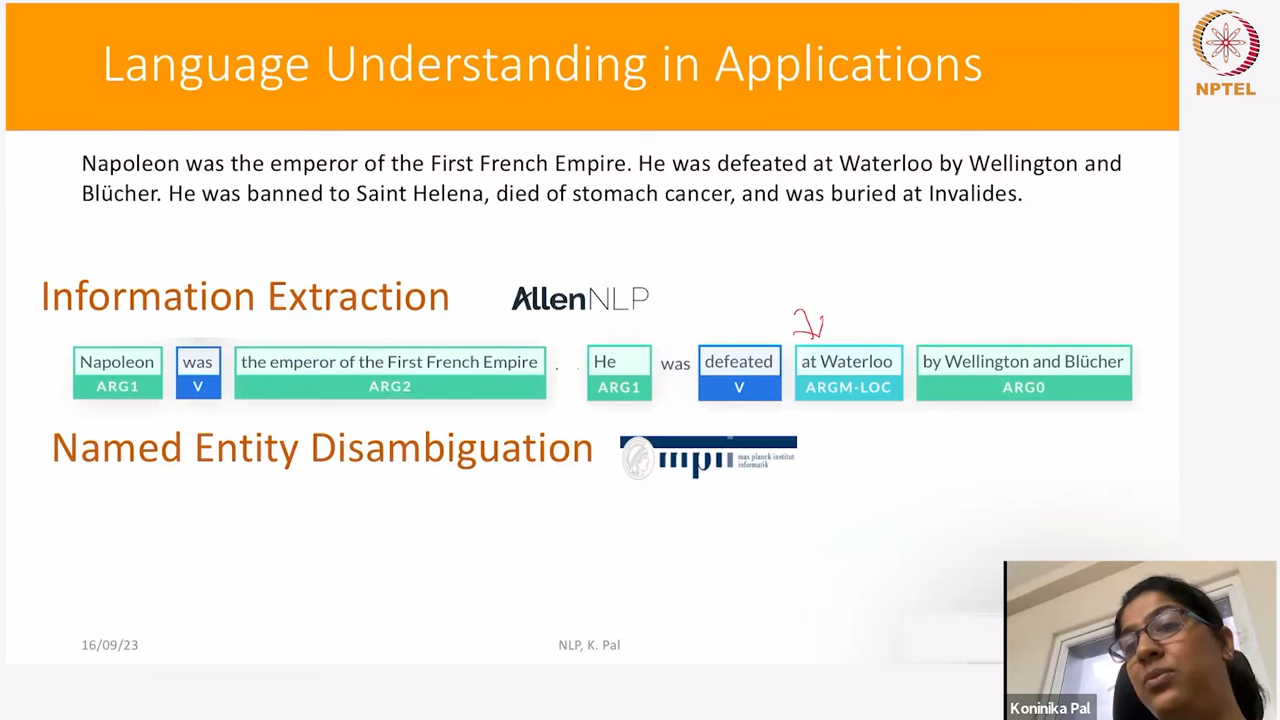 Language Understanding in Applications
NPTEL
Napoleon was the emperor of the First French Empire. He was defeated at Waterloo by Wellington and
Blücher. He was banned to Saint Helena, died of stomach cancer, and was buried at Invalides.
Information Extraction AllenNLP
Napoleon was the emperor of the First French Empire . He was defeated at Waterloo by Wellington and Blücher
ARG1 V ARG2 ARG1 V ARGM-LOC ARG0
Named Entity Disambiguation mpii max planck institut
informatik
16/09/23 NLP, K. Pal
Koninika Pal